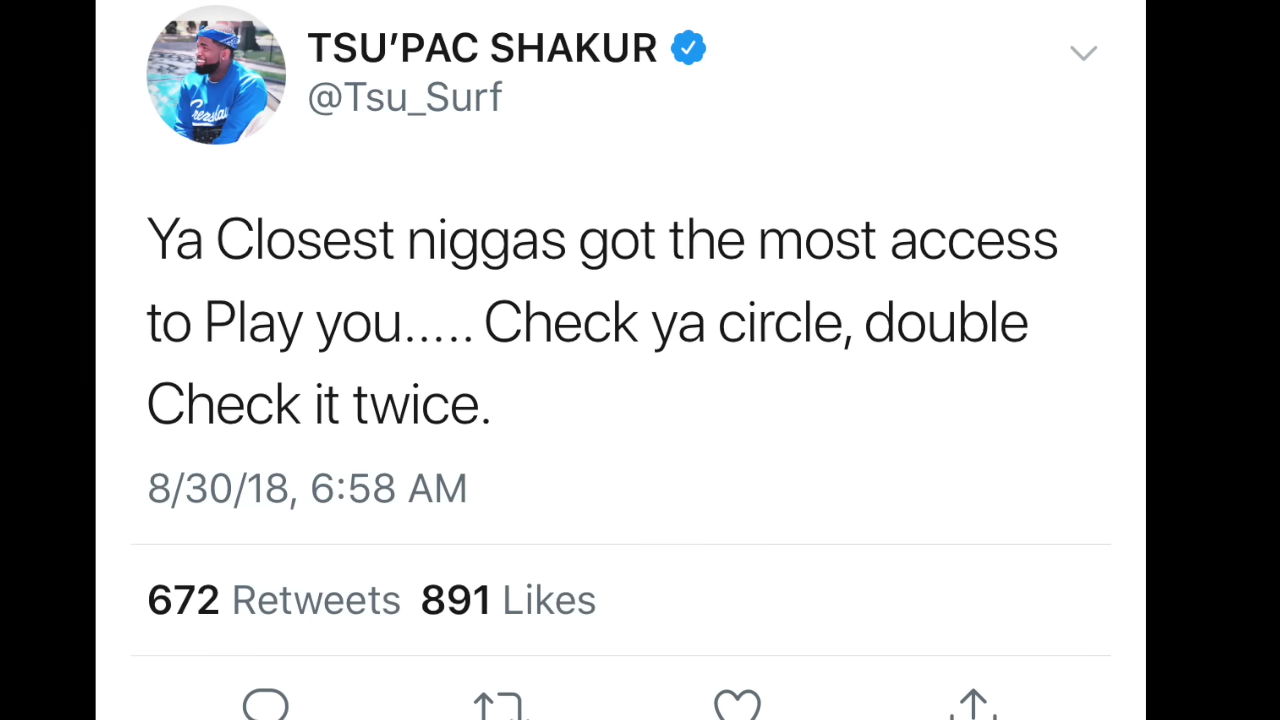 TSU’PAC SHAKUR
@Tsu_Surf
Ya Closest niggas got the most access
to Play you..... Check ya circle, double
Check it twice.
8/30/18, 6:58 AM
672 Retweets 891 Likes